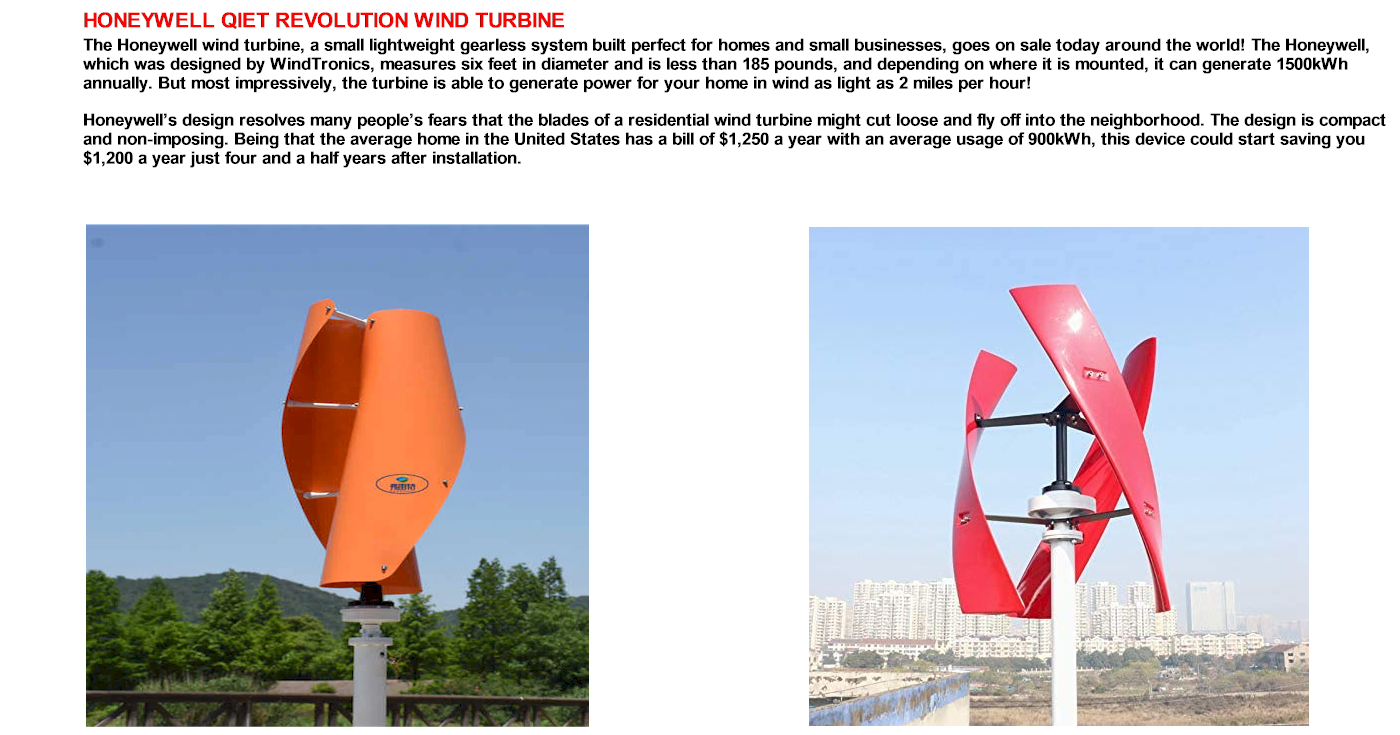 HONEYWELL QIET REVOLUTION WIND TURBINE
The Honeywell wind turbine, a small lightweight gearless system built perfect for homes and small businesses, goes on sale today around the world! The Honeywell,
which was designed by WindTronics, measures six feet in diameter and is less than 185 pounds, and depending on where it is mounted, it can generate 1500kWh
annually. But most impressively, the turbine is able to generate power for your home in wind as light as 2 miles per hour!
Honeywell's design resolves many people's fears that the blades of a residential wind turbine might cut loose and fly off into the neighborhood. The design is compact
and non-imposing. Being that the average home in the United States has a bill of $1,250 a year with an average usage of 900kWh, this device could start saving you
$1,200 a year just four and a half years after installation.